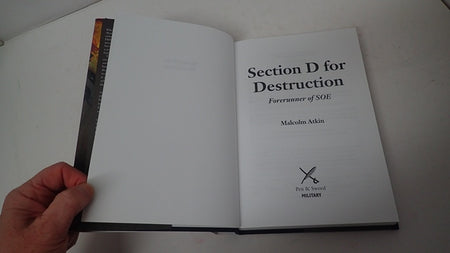 Section D for
Destruction
Forerunner of SOE
Malcolm Atkin
Pen & Sword
MILITARY